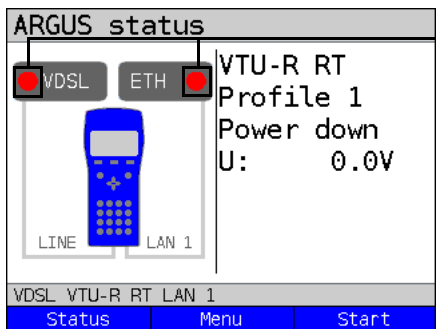 ARGUS status
VDSL
ETH
VTU-R RT
Profile 1
Power down
U: 0.0V
LINE
LAN 1
VDSL VTU-R RT LAN 1
Status Menu Start